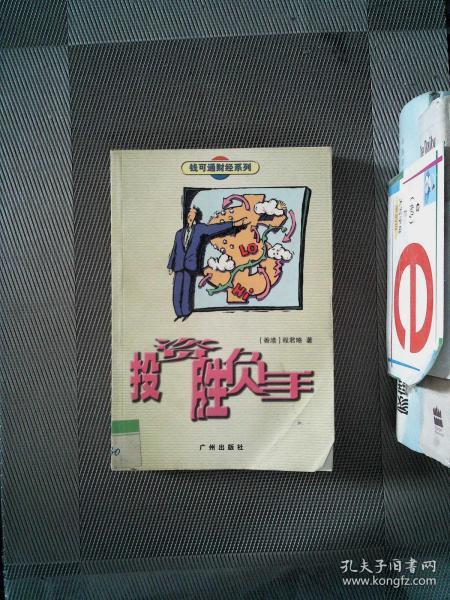 钱可通财经系列
LO
Hi
[香港]程君略 著
投资胜负手
广州出版社
e
孔夫子旧书网
www.kongfz.com